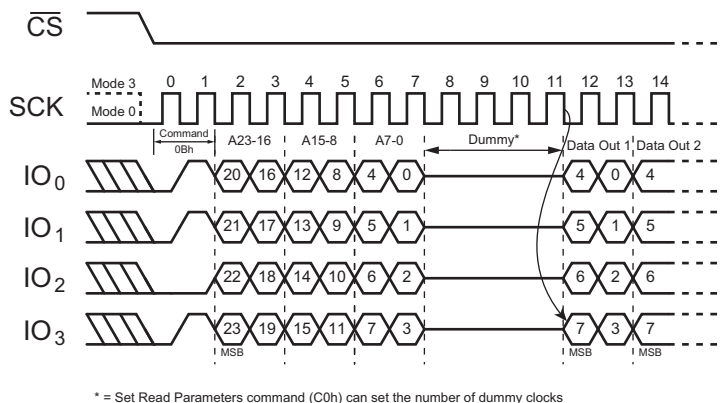 CS
Mode 3 0 1 2 3 4 5 6 7 8 9 10 11 12 13 14
SCK
Mode 0
Command A23-16 A15-8 A7-0 Dummy* Data Out 1 Data Out 2
0Bh
IO0 20 16 12 8 4 0 4 0 4
IO1 21 17 13 9 5 1 5 1 5
IO2 22 18 14 10 6 2 6 2 6
IO3 23 19 15 11 7 3 7 3 7
MSB MSB MSB
* = Set Read Parameters command (C0h) can set the number of dummy clocks